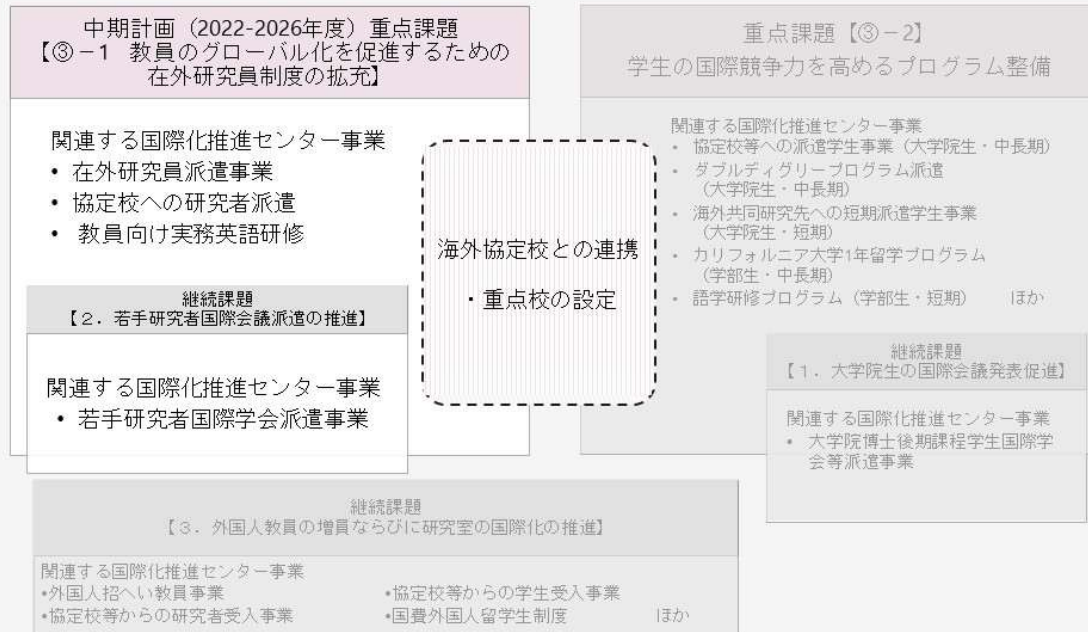 中期計画（2022-2026年度）重点課題
【③－1　教員のグローバル化を促進するための
在外研究員制度の拡充】
関連する国際化推進センター事業
• 在外研究員派遣事業
• 協定校への研究者派遣
• 教員向け実務英語研修
継続課題
【２．若手研究者国際会議派遣の推進】
関連する国際化推進センター事業
• 若手研究者国際学会派遣事業
海外協定校との連携
・重点校の設定
重点課題【③－2】
学生の国際競争力を高めるプログラム整備
関連する国際化推進センター事業
• 協定校等への派遣学生事業（大学院生・中長期）
• ダブルディグリープログラム派遣
（大学院生・中長期）
• 海外共同研究先への短期派遣学生事業
（大学院生・短期）
• カリフォルニア大学1年留学プログラム
（学部生・中長期）
• 語学研修プログラム（学部生・短期）　ほか
継続課題
【１．大学院生の国際会議発表促進】
関連する国際化推進センター事業
• 大学院博士後期課程学生国際学
会等派遣事業
継続課題
【３．外国人教員の増員ならびに研究室の国際化の推進】
関連する国際化推進センター事業
•外国人招へい教員事業
•協定校等からの研究者受入事業
•協定校等からの学生受入事業
•国費外国人留学生制度　ほか